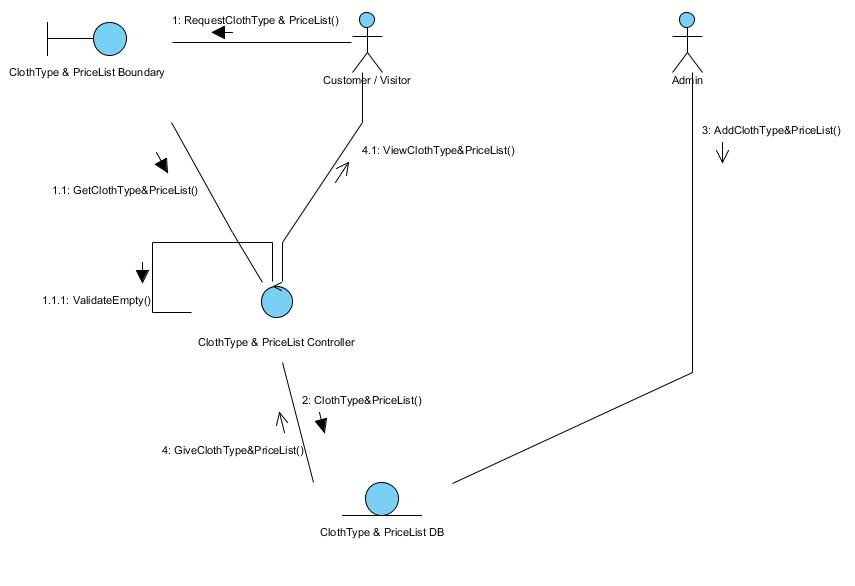 1: RequestClothType & PriceList()
ClothType & PriceList Boundary
Customer / Visitor
Admin
3: AddClothType&PriceList()
4.1: ViewClothType&PriceList()
1.1: GetClothType&PriceList()
1.1.1: ValidateEmpty()
ClothType & PriceList Controller
2: ClothType&PriceList()
4: GiveClothType&PriceList()
ClothType & PriceList DB